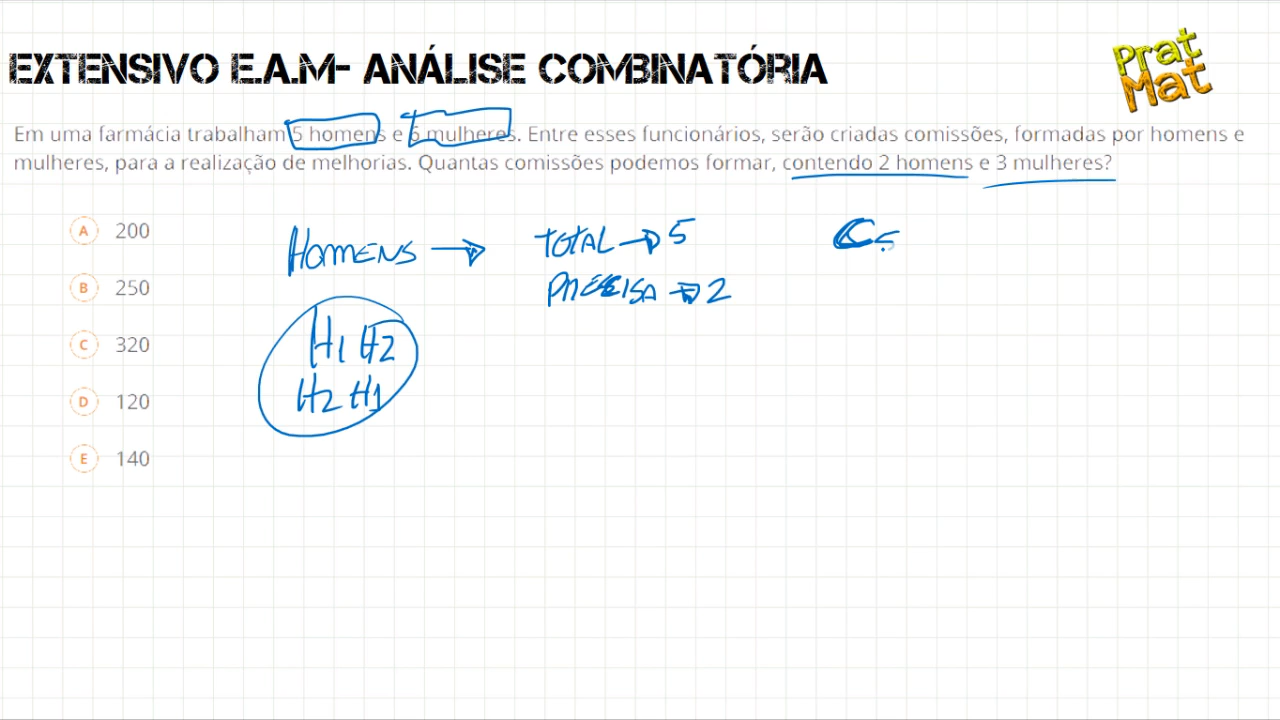 EXTENSIVO E.A.M- ANÁLISE COMBINATÓRIA
Prat
Mat
Em uma farmácia trabalham 5 homens e 6 mulheres. Entre esses funcionários, serão criadas comissões, formadas por homens e
mulheres, para a realização de melhorias. Quantas comissões podemos formar, contendo 2 homens e 3 mulheres?
A 200
B 250
C 320
D 120
E 140
HOMENS → TOTAL → 5 C5
PRECISA → 2
H1 H2
H2 H1